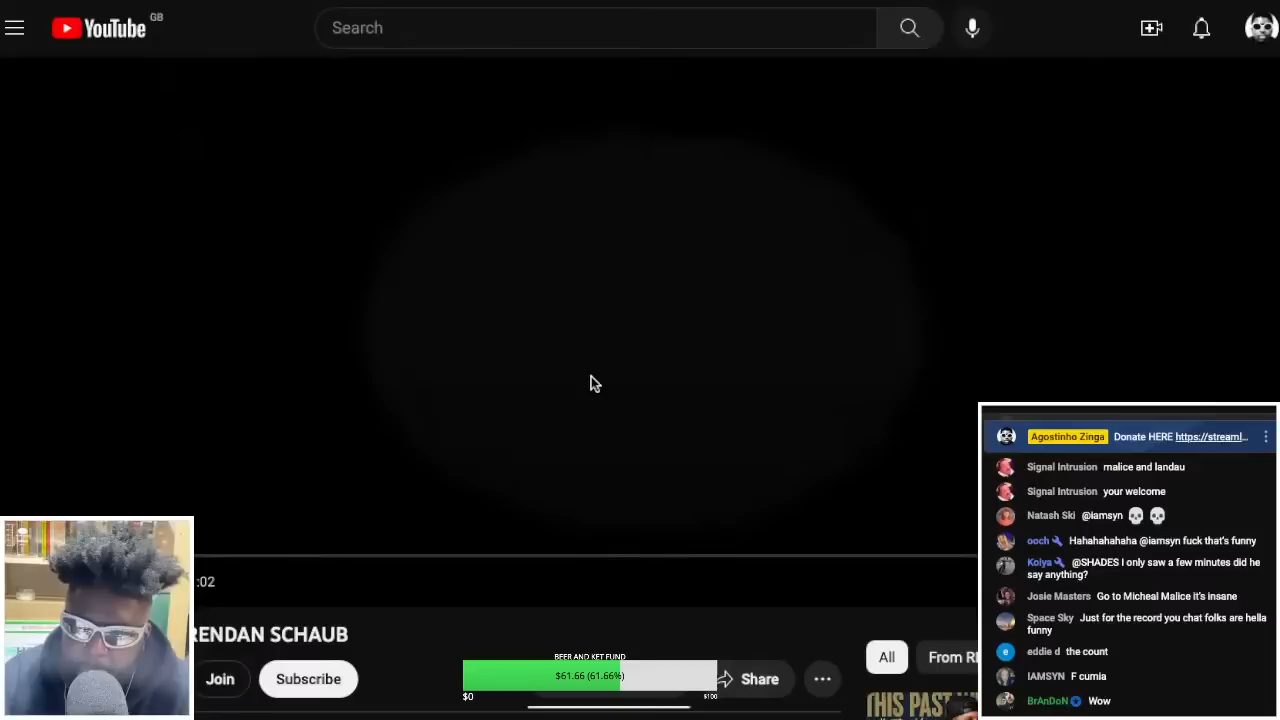 YouTube GB
Search
:02
RENDAN SCHAUB
Join
Subscribe
BEER AND KET FUND
$61.66 (61.66%)
$0
$100
Share
All
From R
THIS PAST
Agostinho Zinga Donate HERE https://streaml...
Signal Intrusion malice and landau
Signal Intrusion your welcome
Natash Ski @iamsyn
ooch Hahahahahaha @iamsyn fuck that's funny
Kolya @SHADES I only saw a few minutes did he
say anything?
Josie Masters Go to Micheal Malice it's insane
Space Sky Just for the record you chat folks are hella
funny
e eddie d the count
IAMSYN F cumia
BrAnDoN Wow